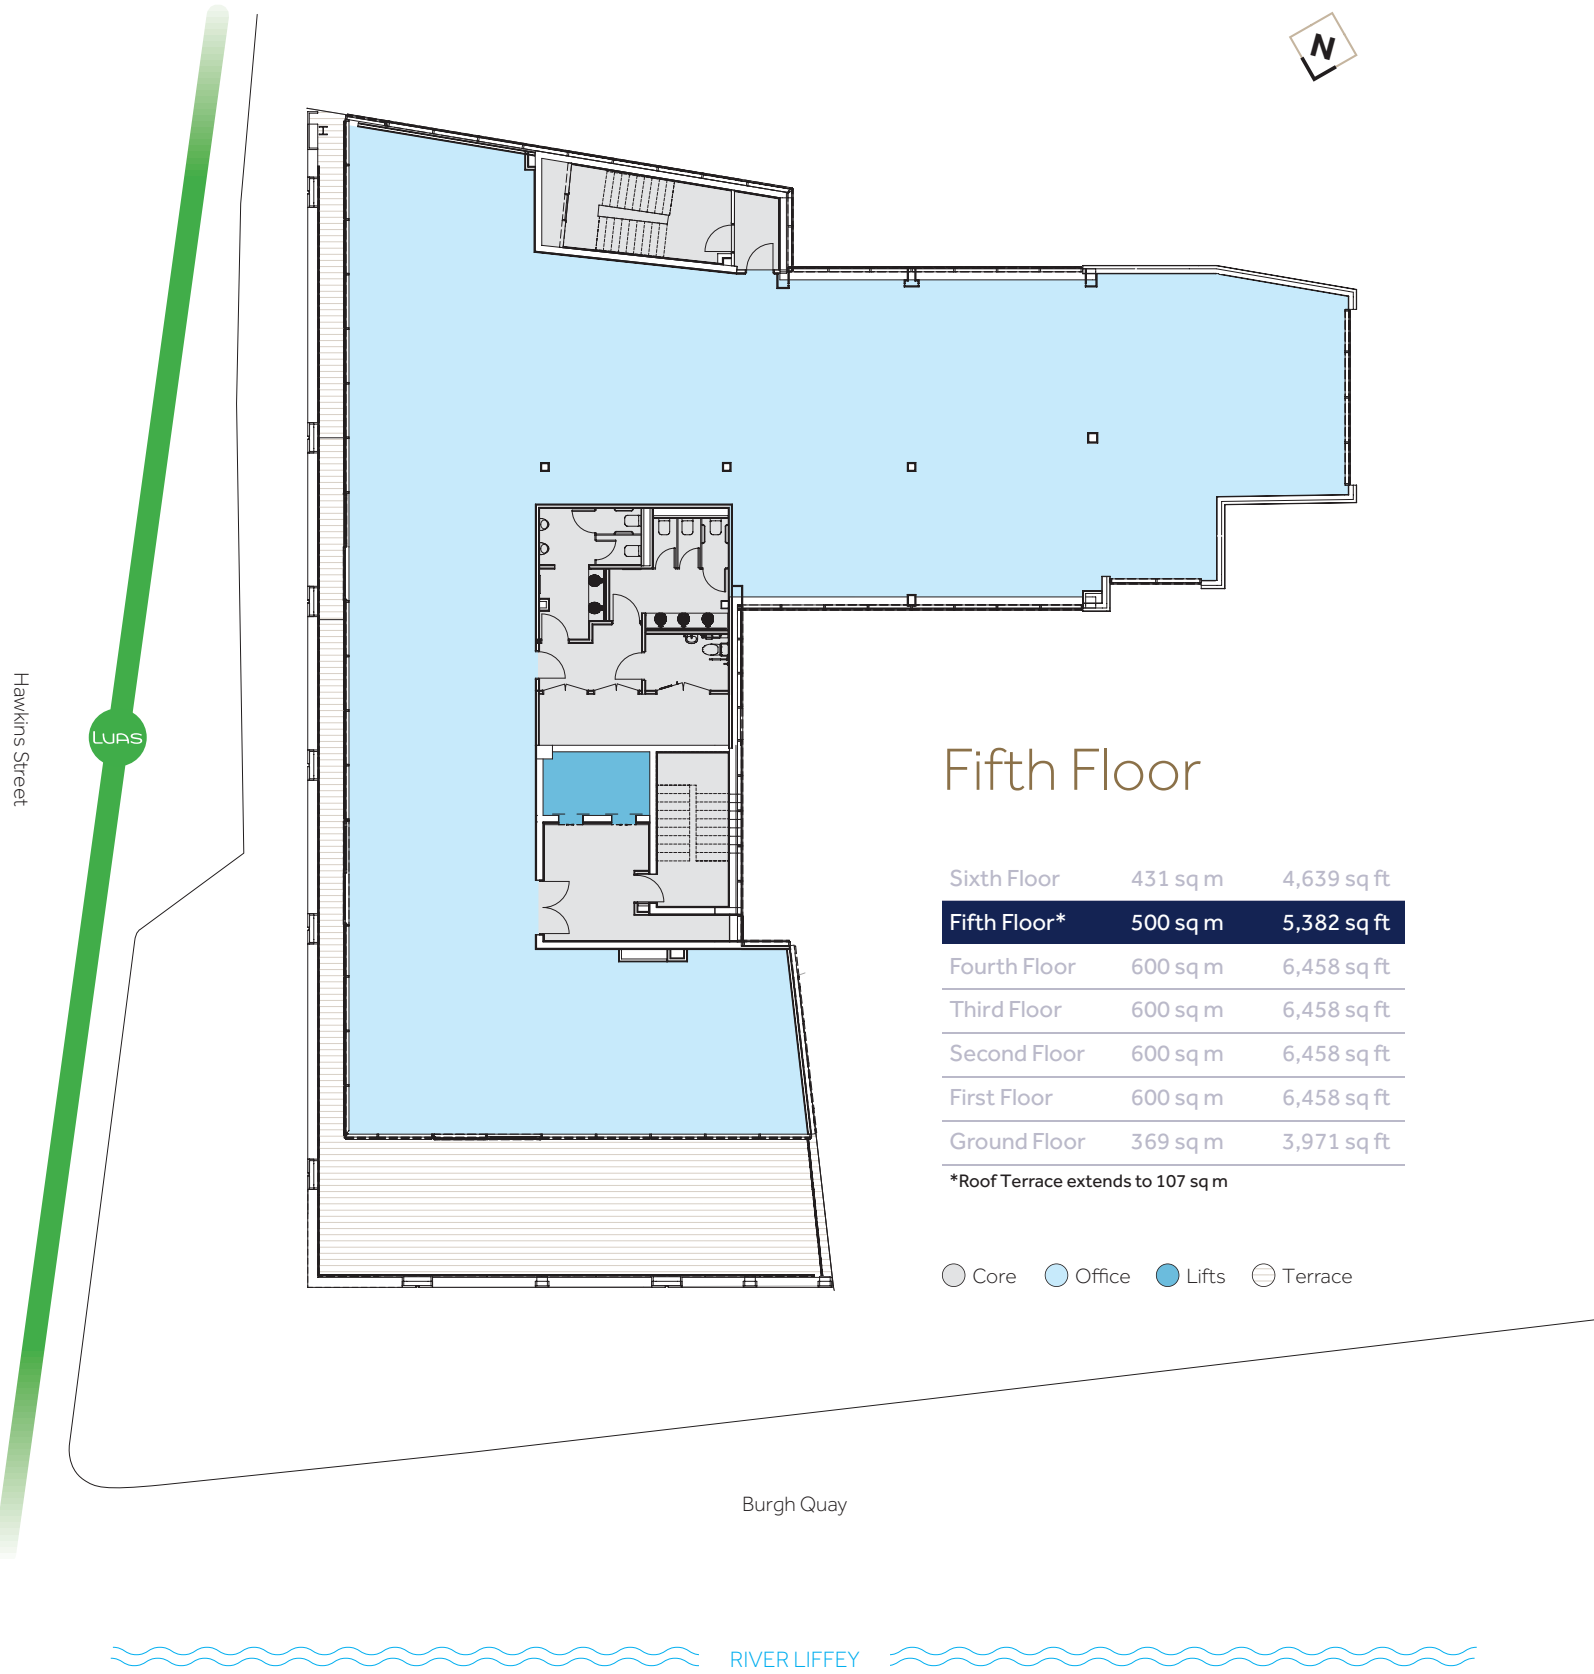 N
Hawkins Street
LUAS
Fifth Floor
Sixth Floor 431 sq m 4,639 sq ft
Fifth Floor* 500 sq m 5,382 sq ft
Fourth Floor 600 sq m 6,458 sq ft
Third Floor 600 sq m 6,458 sq ft
Second Floor 600 sq m 6,458 sq ft
First Floor 600 sq m 6,458 sq ft
Ground Floor 369 sq m 3,971 sq ft
*Roof Terrace extends to 107 sq m
Core Office Lifts Terrace
Burgh Quay
RIVER LIFFEY